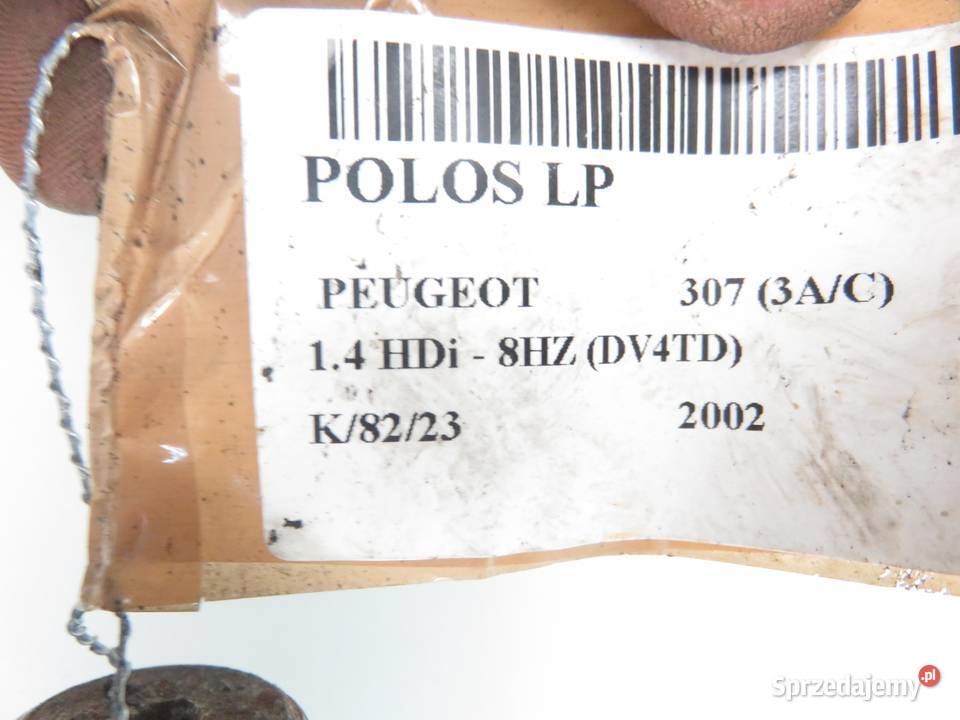 POLOS LP
PEUGEOT 307 (3A/C)
1.4 HDi - 8HZ (DV4TD)
K/82/23 2002
Sprzedajemy.pl